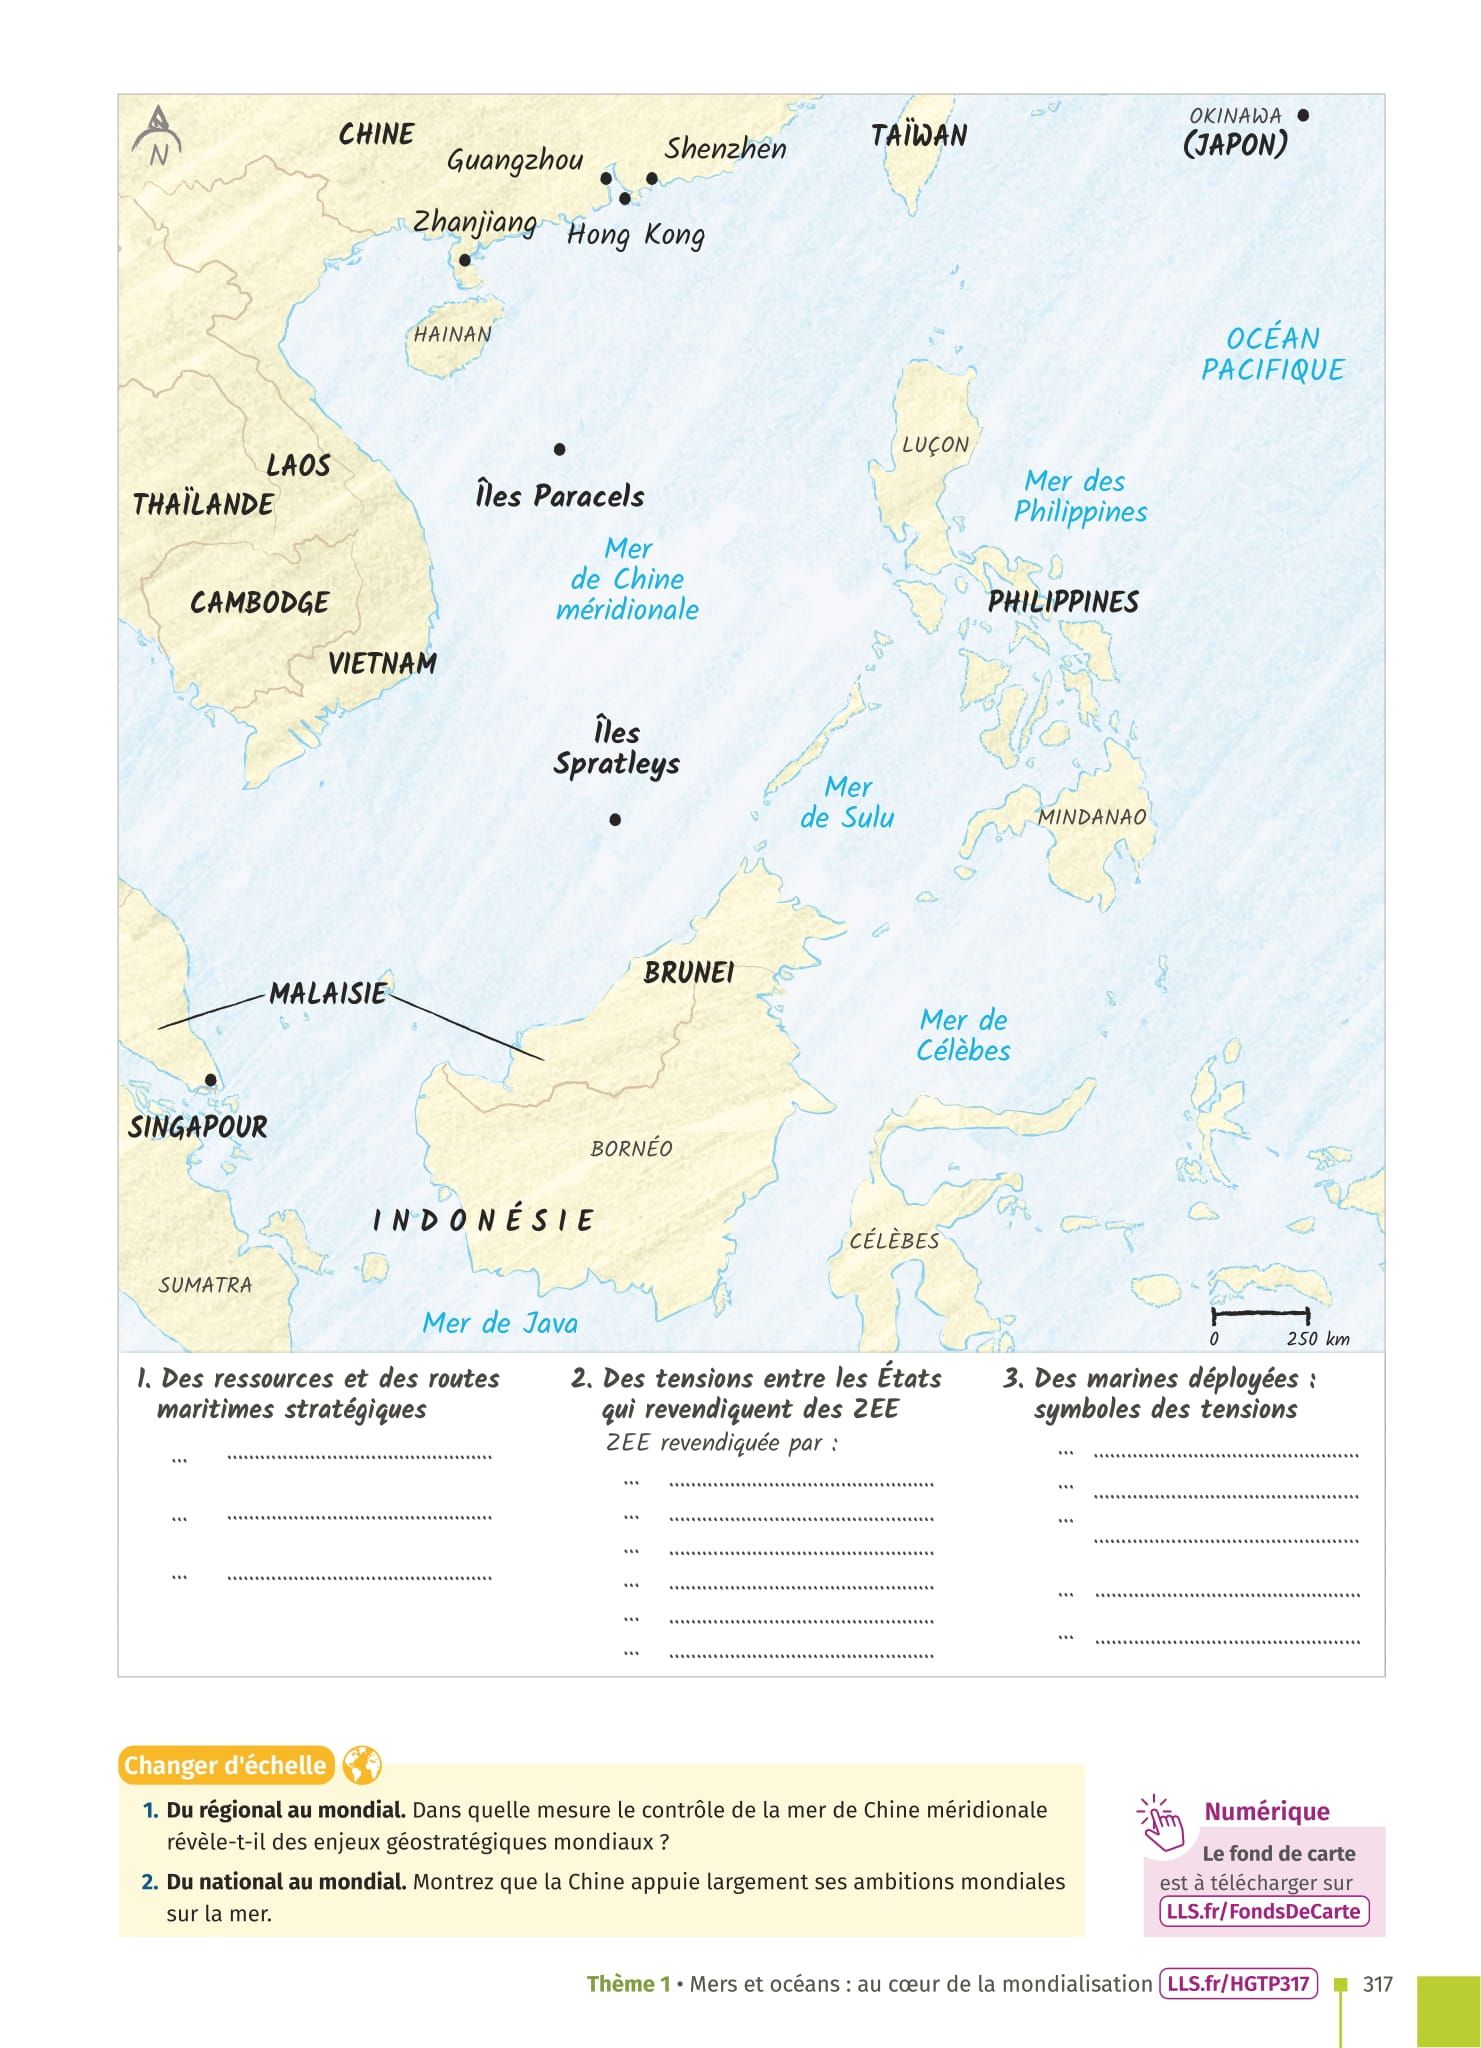 N
CHINE
TAÏWAN
OKINAWA
(JAPON)
Guangzhou
Shenzhen
Zhanjiang
Hong Kong
HAINAN
OCÉAN
PACIFIQUE
LUÇON
LAOS
THAÏLANDE
Îles Paracels
Mer des
Philippines
Mer
de Chine
méridionale
CAMBODGE
PHILIPPINES
VIETNAM
Îles
Spratleys
Mer
de Sulu
MINDANAO
BRUNEI
MALAISIE
Mer de
Célèbes
SINGAPOUR
BORNÉO
INDONÉSIE
CÉLÈBES
SUMATRA
Mer de Java
0 250 km
1. Des ressources et des routes
maritimes stratégiques
... ................................................
... ................................................
... ................................................
2. Des tensions entre les États
qui revendiquent des ZEE
ZEE revendiquée par :
... ................................................
... ................................................
... ................................................
... ................................................
... ................................................
... ................................................
3. Des marines déployées :
symboles des tensions
... ................................................
... ................................................
... ................................................
... ................................................
... ................................................
Changer d'échelle
1. Du régional au mondial. Dans quelle mesure le contrôle de la mer de Chine méridionale
révèle-t-il des enjeux géostratégiques mondiaux ?
2. Du national au mondial. Montrez que la Chine appuie largement ses ambitions mondiales
sur la mer.
Numérique
Le fond de carte
est à télécharger sur
LLS.fr/FondsDeCarte
Thème 1 • Mers et océans : au cœur de la mondialisation LLS.fr/HGTP317 317